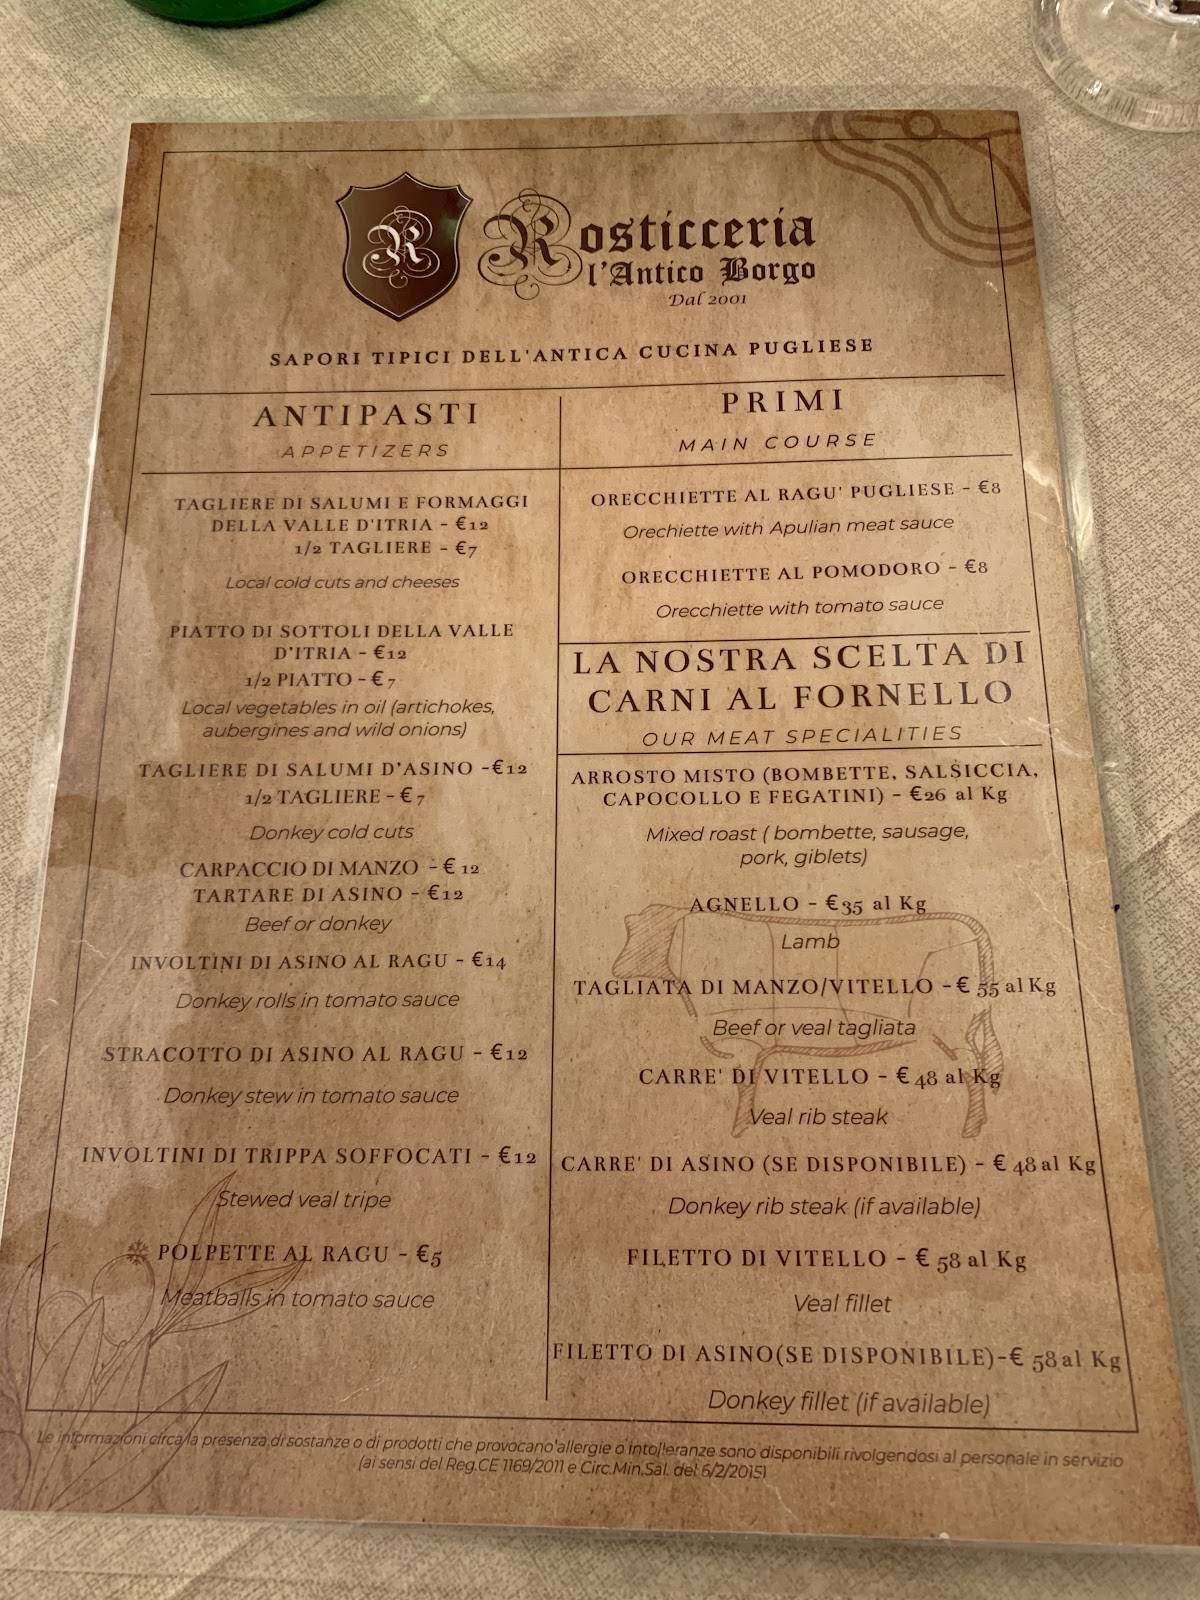 R
Rosticceria
l'Antico Borgo
Dal 2001
SAPORI TIPICI DELL'ANTICA CUCINA PUGLIESE
ANTIPASTI
APPETIZERS
TAGLIERE DI SALUMI E FORMAGGI
DELLA VALLE D'ITRIA - €12
1/2 TAGLIERE - €7
Local cold cuts and cheeses
PIATTO DI SOTTOLI DELLA VALLE
D'ITRIA - €12
1/2 PIATTO - €7
Local vegetables in oil (artichokes,
aubergines and wild onions)
TAGLIERE DI SALUMI D'ASINO -€12
1/2 TAGLIERE - €7
Donkey cold cuts
CARPACCIO DI MANZO - € 12
TARTARE DI ASINO - €12
Beef or donkey
INVOLTINI DI ASINO AL RAGU - €14
Donkey rolls in tomato sauce
STRACOTTO DI ASINO AL RAGU - €12
Donkey stew in tomato sauce
INVOLTINI DI TRIPPA SOFFOCATI - €12
Stewed veal tripe
POLPETTE AL RAGU - €5
Meatballs in tomato sauce
PRIMI
MAIN COURSE
ORECCHIETTE AL RAGU' PUGLIESE - €8
Orechiette with Apulian meat sauce
ORECCHIETTE AL POMODORO - €8
Orecchiette with tomato sauce
LA NOSTRA SCELTA DI
CARNI AL FORNELLO
OUR MEAT SPECIALITIES
ARROSTO MISTO (BOMBETTE, SALSICCIA,
CAPOCOLLO E FEGATINI) - €26 al Kg
Mixed roast ( bombette, sausage,
pork, giblets)
AGNELLO - €35 al Kg
Lamb
TAGLIATA DI MANZO/VITELLO - € 55 al Kg
Beef or veal tagliata
CARRE' DI VITELLO - € 48 al Kg
Veal rib steak
CARRE' DI ASINO (SE DISPONIBILE) - € 48 al Kg
Donkey rib steak (if available)
FILETTO DI VITELLO - € 58 al Kg
Veal fillet
FILETTO DI ASINO(SE DISPONIBILE)-€ 58 al Kg
Donkey fillet (if available)
Le informazioni circa la presenza di sostanze o di prodotti che provocano allergie o intolleranze sono disponibili rivolgendosi al personale in servizio
(ai sensi del Reg.CE 1169/2011 e Circ.Min.Sal. del 6/2/2015)